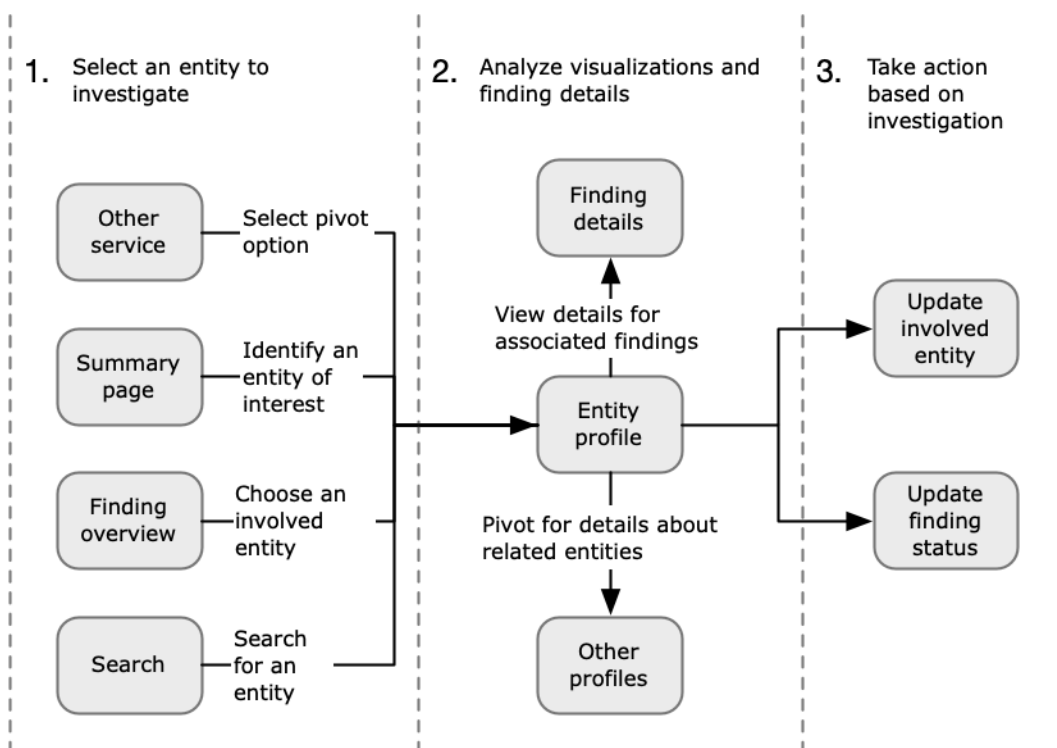 1. Select an entity to
investigate
2. Analyze visualizations and
finding details
3. Take action
based on
investigation
Other
service
Select pivot
option
Summary
page
Identify an
entity of
interest
Finding
overview
Choose an
involved
entity
Search
Search
for an
entity
Finding
details
View details for
associated findings
Entity
profile
Pivot for details about
related entities
Other
profiles
Update
involved
entity
Update
finding
status